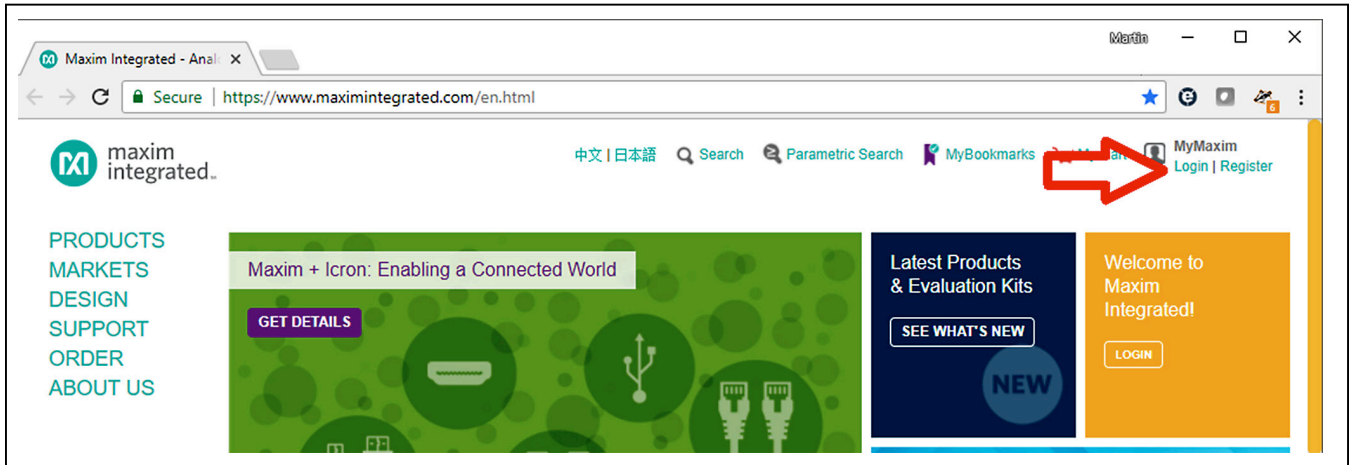 Martin
Maxim Integrated - Anal
Secure | https://www.maximintegrated.com/en.html
6
maxim
integrated™
中文 | 日本語 Search Parametric Search MyBookmarks
MyMaxim
Login | Register
PRODUCTS
MARKETS
DESIGN
SUPPORT
ORDER
ABOUT US
Maxim + Icron: Enabling a Connected World
GET DETAILS
Latest Products
& Evaluation Kits
SEE WHAT'S NEW
NEW
Welcome to
Maxim
Integrated!
LOGIN